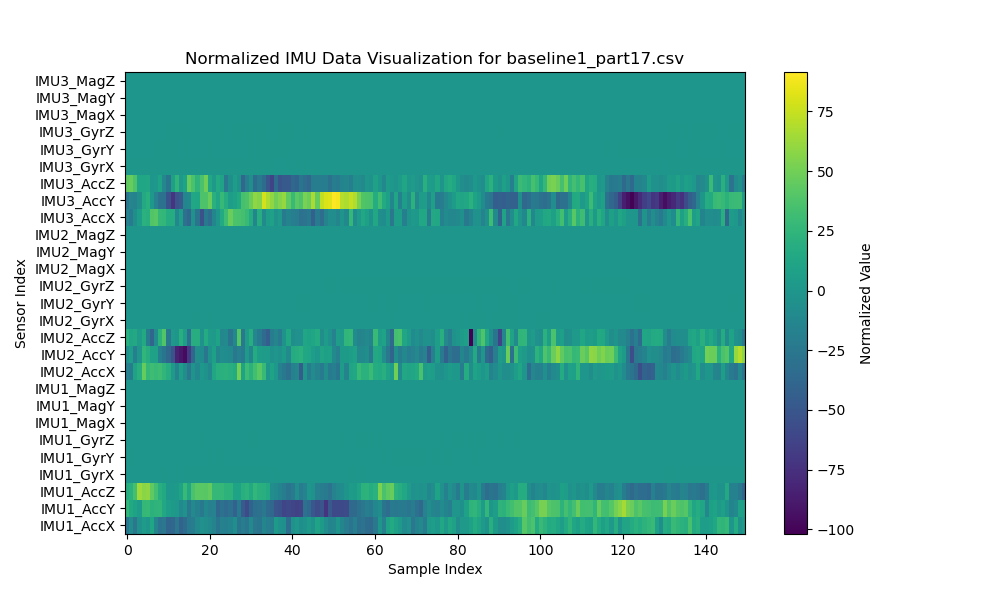 Normalized IMU Data Visualization for baseline1_part17.csv
IMU3_MagZ
IMU3_MagY
IMU3_MagX
IMU3_GyrZ
IMU3_GyrY
IMU3_GyrX
IMU3_AccZ
IMU3_AccY
IMU3_AccX
IMU2_MagZ
IMU2_MagY
IMU2_MagX
IMU2_GyrZ
IMU2_GyrY
IMU2_GyrX
IMU2_AccZ
IMU2_AccY
IMU2_AccX
IMU1_MagZ
IMU1_MagY
IMU1_MagX
IMU1_GyrZ
IMU1_GyrY
IMU1_GyrX
IMU1_AccZ
IMU1_AccY
IMU1_AccX
Sensor Index
0 20 40 60 80 100 120 140
Sample Index
75
50
25
0
−25
−50
−75
−100
Normalized Value